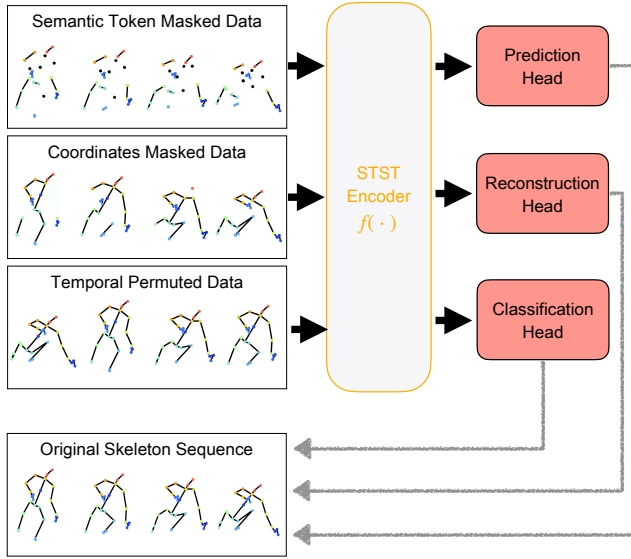 Semantic Token Masked Data
Coordinates Masked Data
Temporal Permuted Data
Original Skeleton Sequence
STST
Encoder
f( · )
Prediction
Head
Reconstruction
Head
Classification
Head